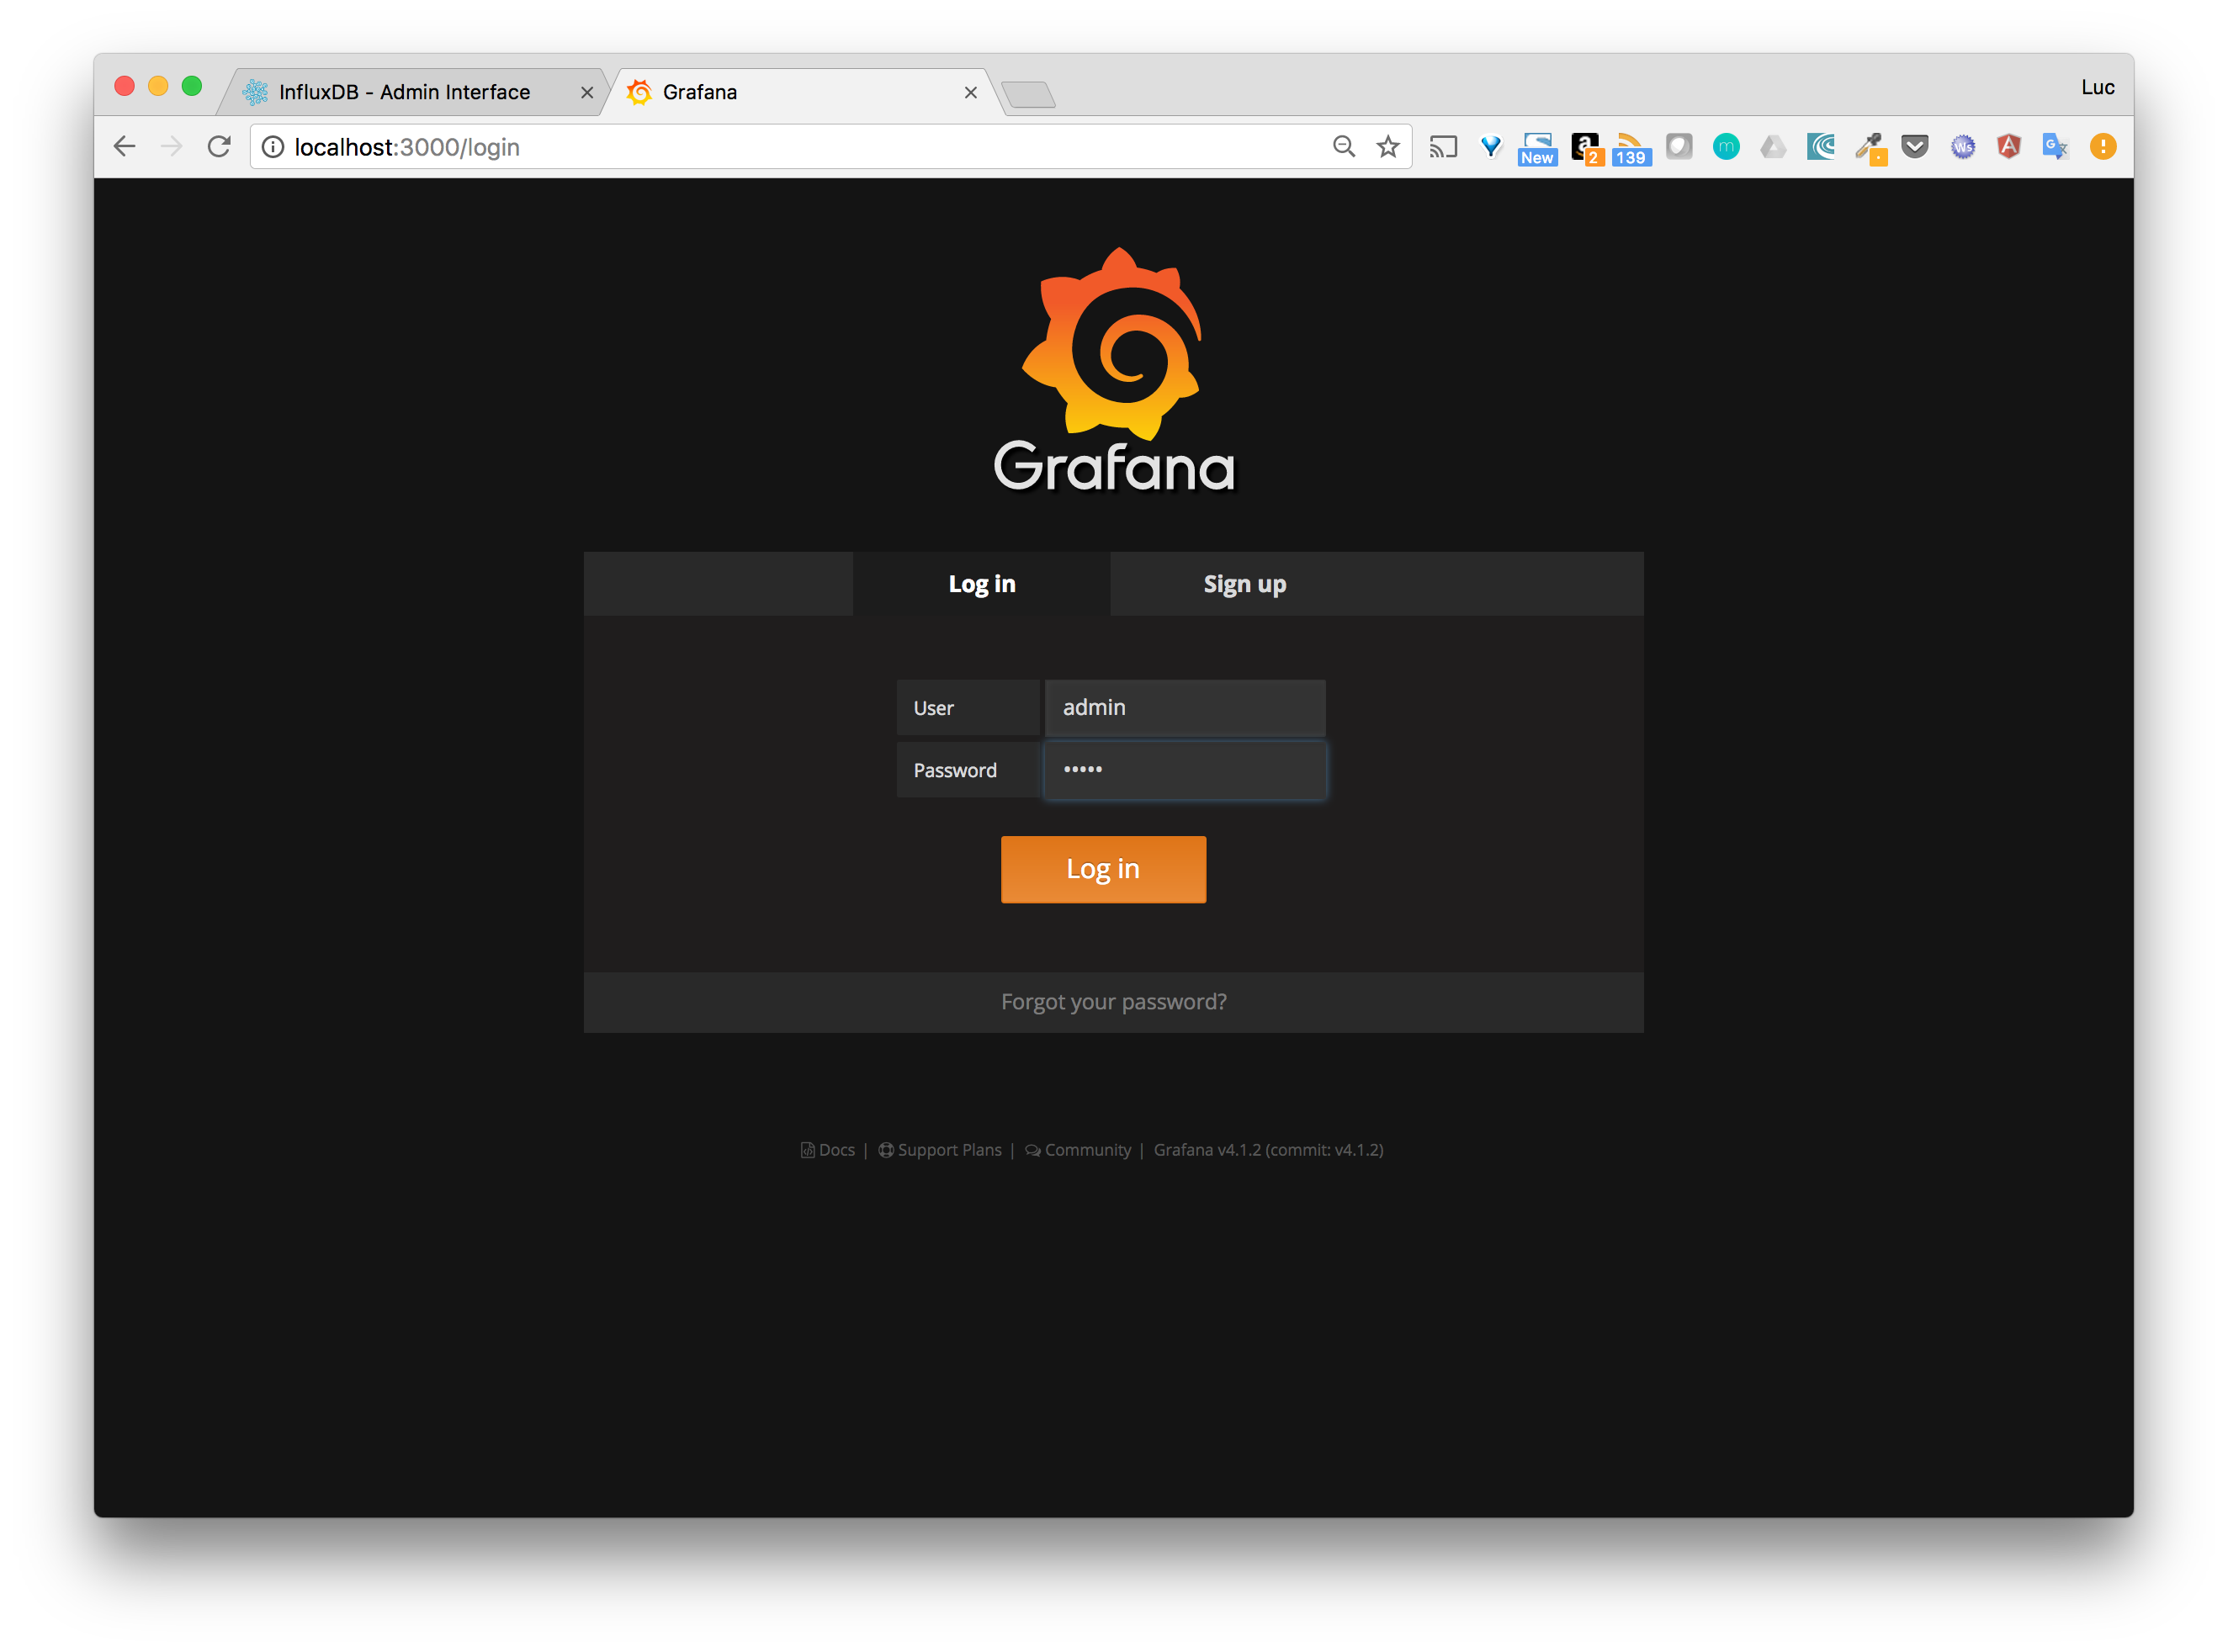 InfluxDB - Admin Interface
Grafana
Luc
localhost:3000/login
New
2
139
Grafana
Log in
Sign up
User
admin
Password
•••••
Log in
Forgot your password?
Docs | Support Plans | Community | Grafana v4.1.2 (commit: v4.1.2)